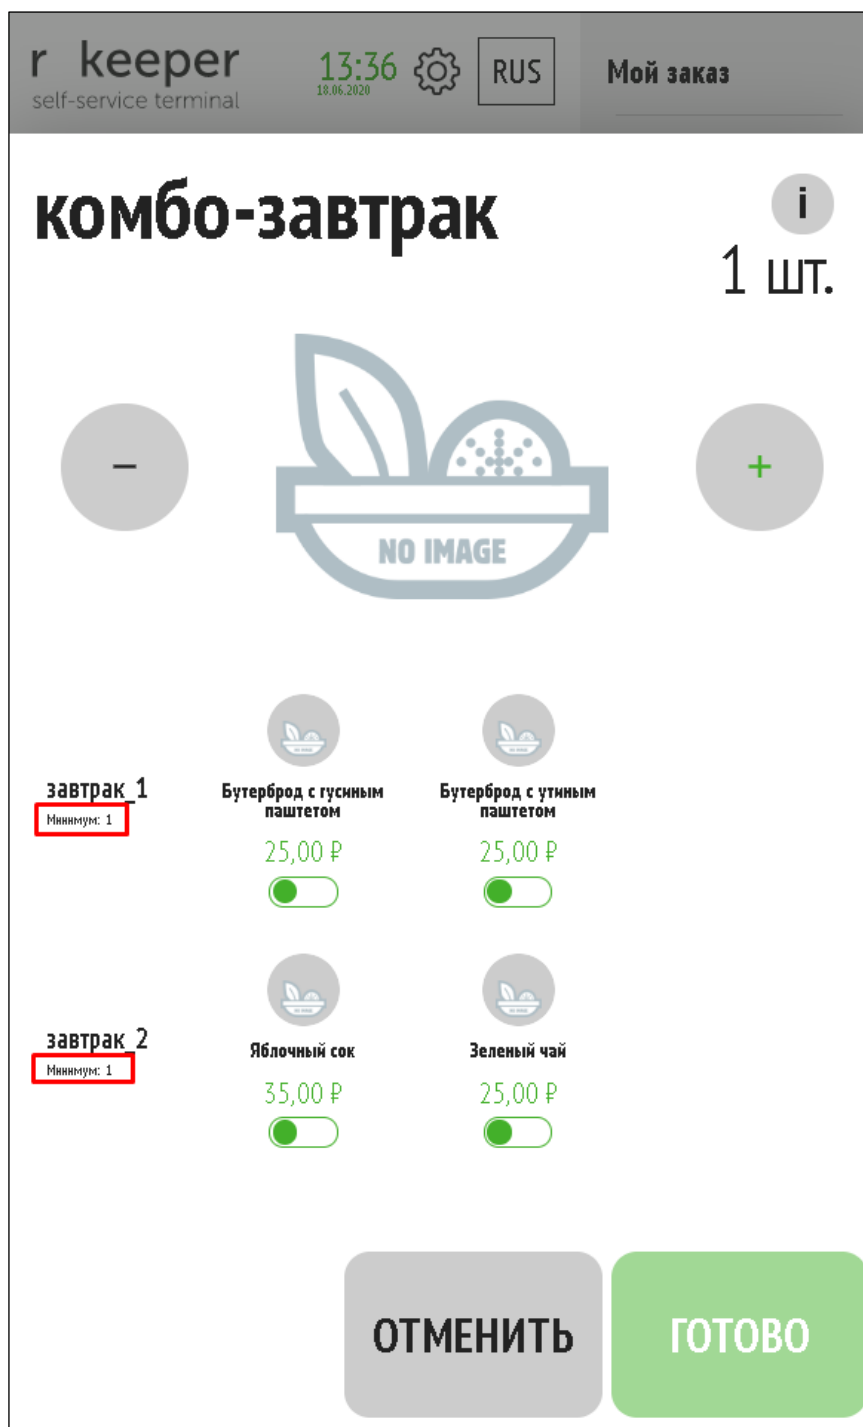 r keeper
self-service terminal
13:36
18.06.2020
RUS
Мой заказ
комбо-завтрак
i
1 шт.
−
+
NO IMAGE
завтрак_1
Минимум: 1
Бутерброд с гусиным
паштетом
25,00 ₽
Бутерброд с утиным
паштетом
25,00 ₽
завтрак_2
Минимум: 1
Яблочный сок
35,00 ₽
Зеленый чай
25,00 ₽
ОТМЕНИТЬ
ГОТОВО